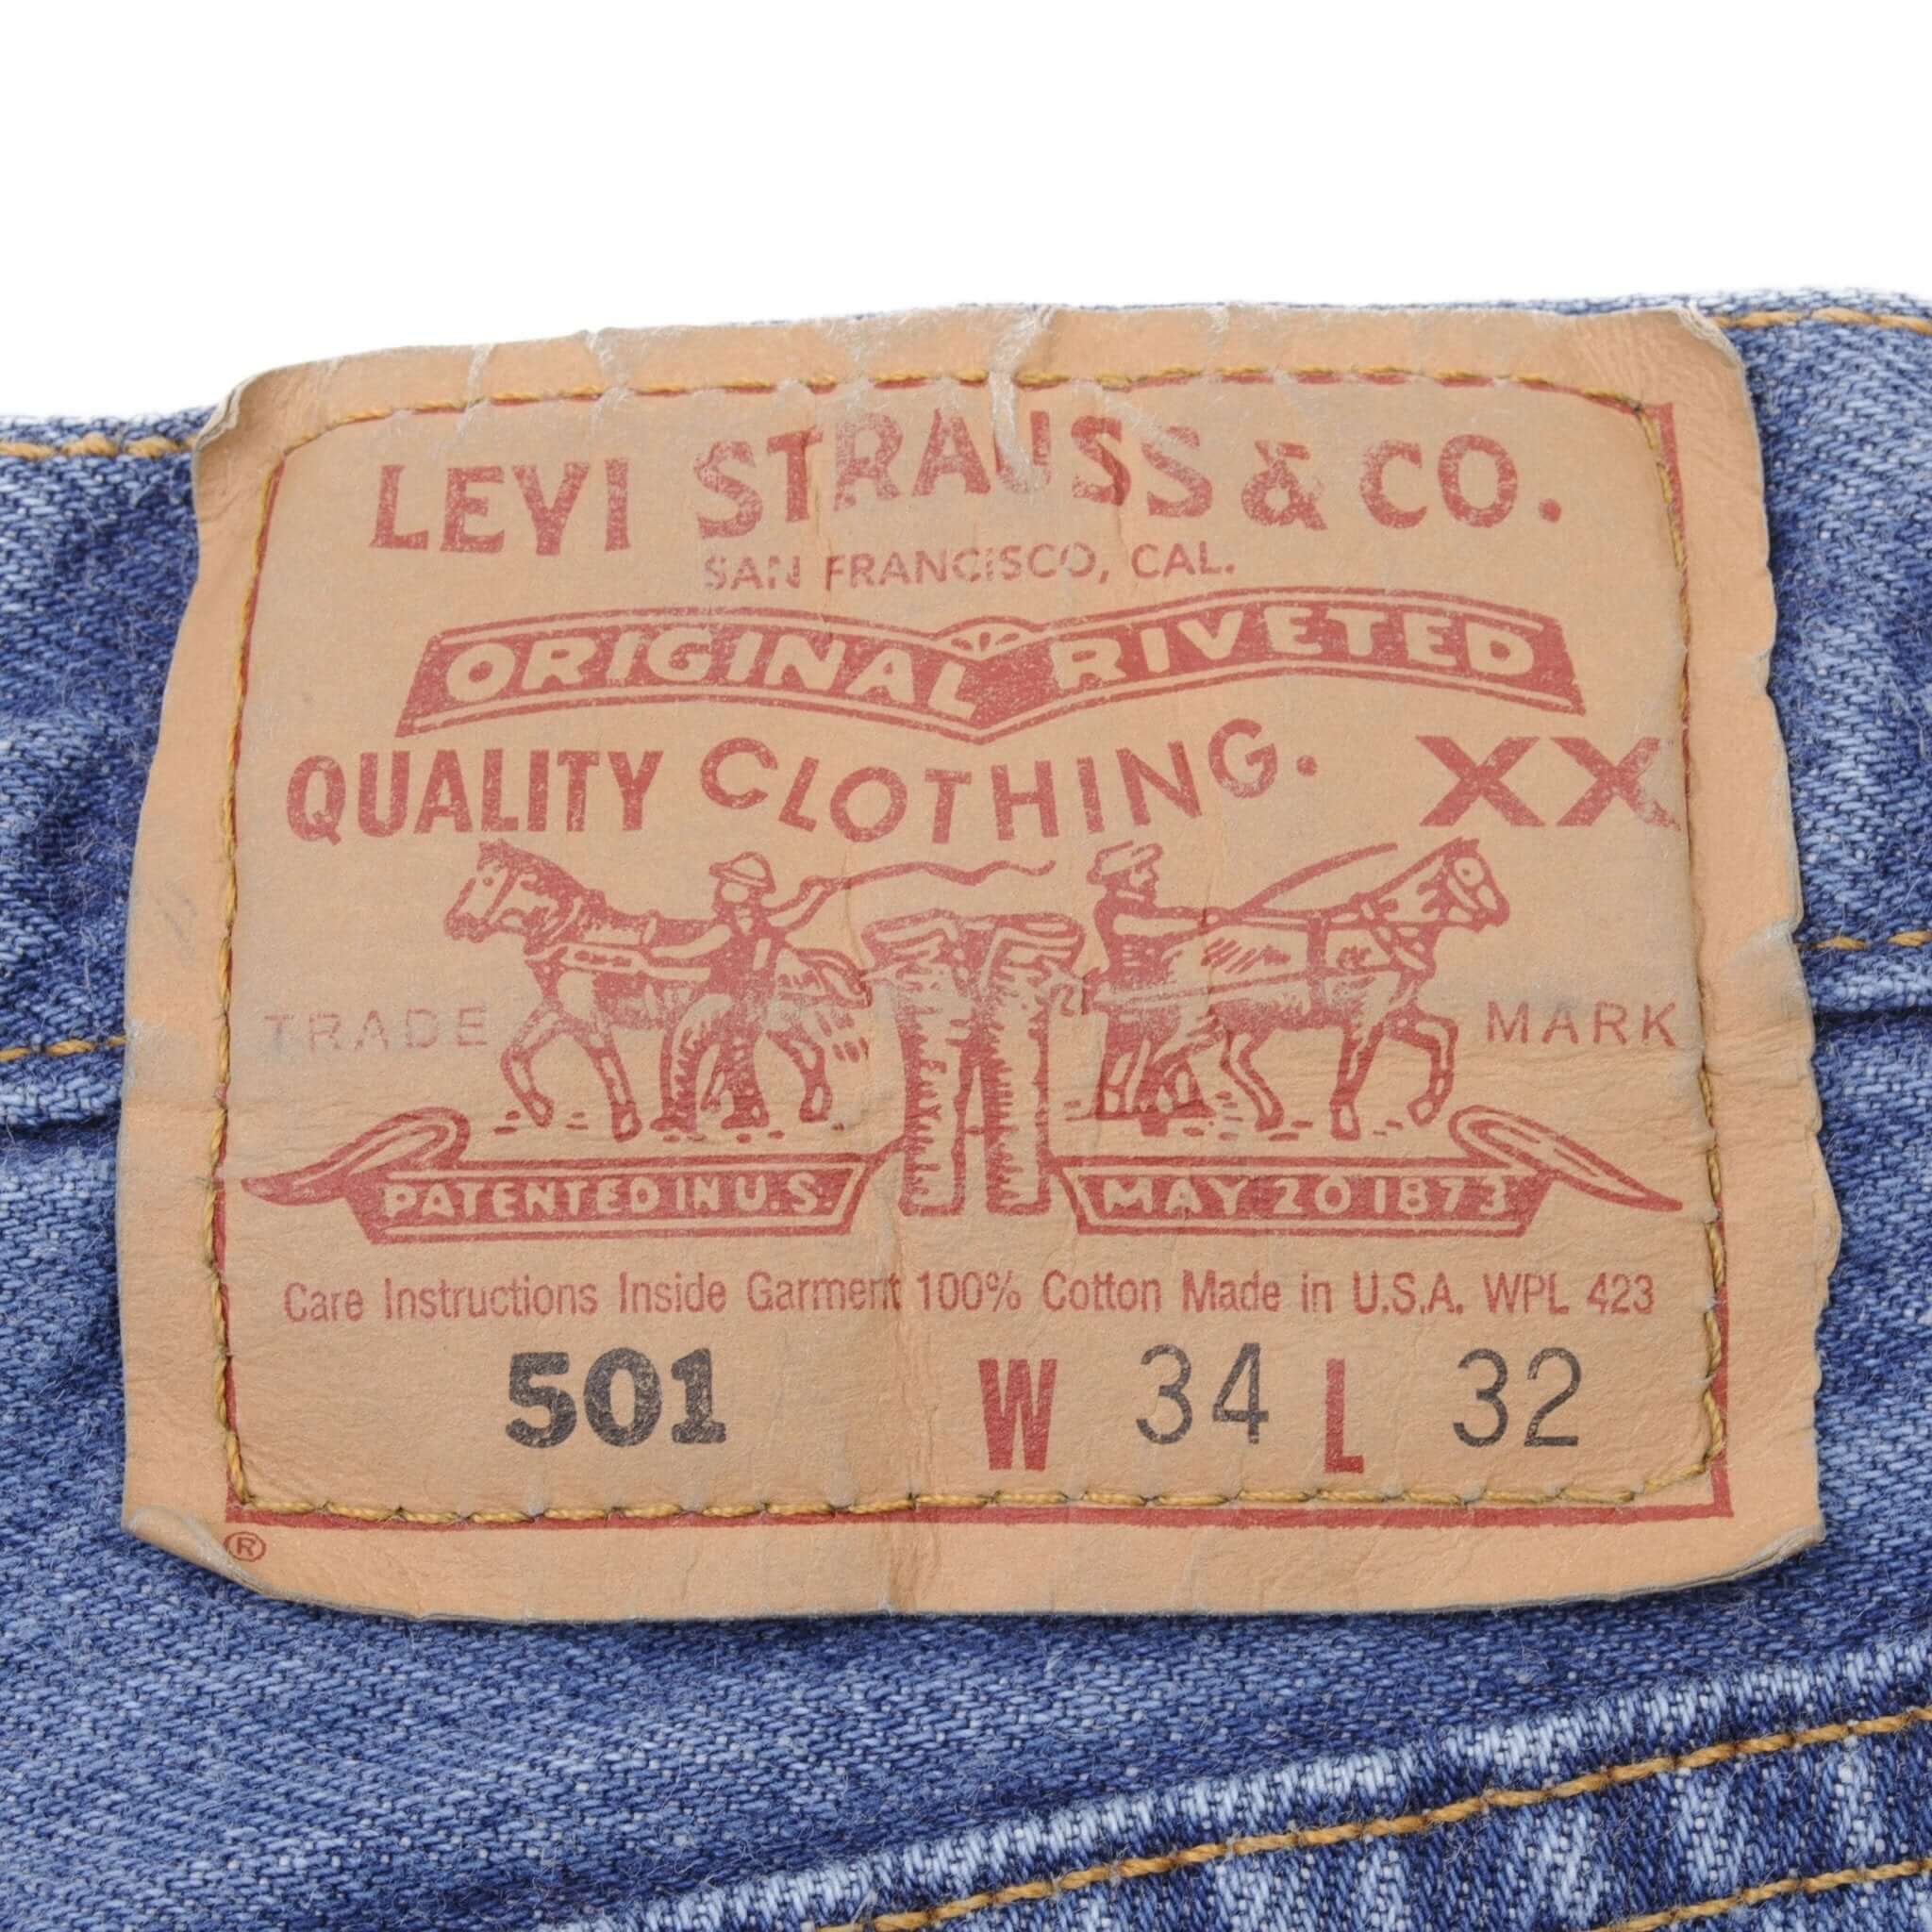 LEVI STRAUSS & CO.
SAN FRANCISCO, CAL.
ORIGINAL RIVETED
QUALITY CLOTHING. XX
TRADE MARK
PATENTED IN U.S. MAY 20 1873
Care Instructions Inside Garment 100% Cotton Made in U.S.A. WPL 423
501 W 34 L 32
®